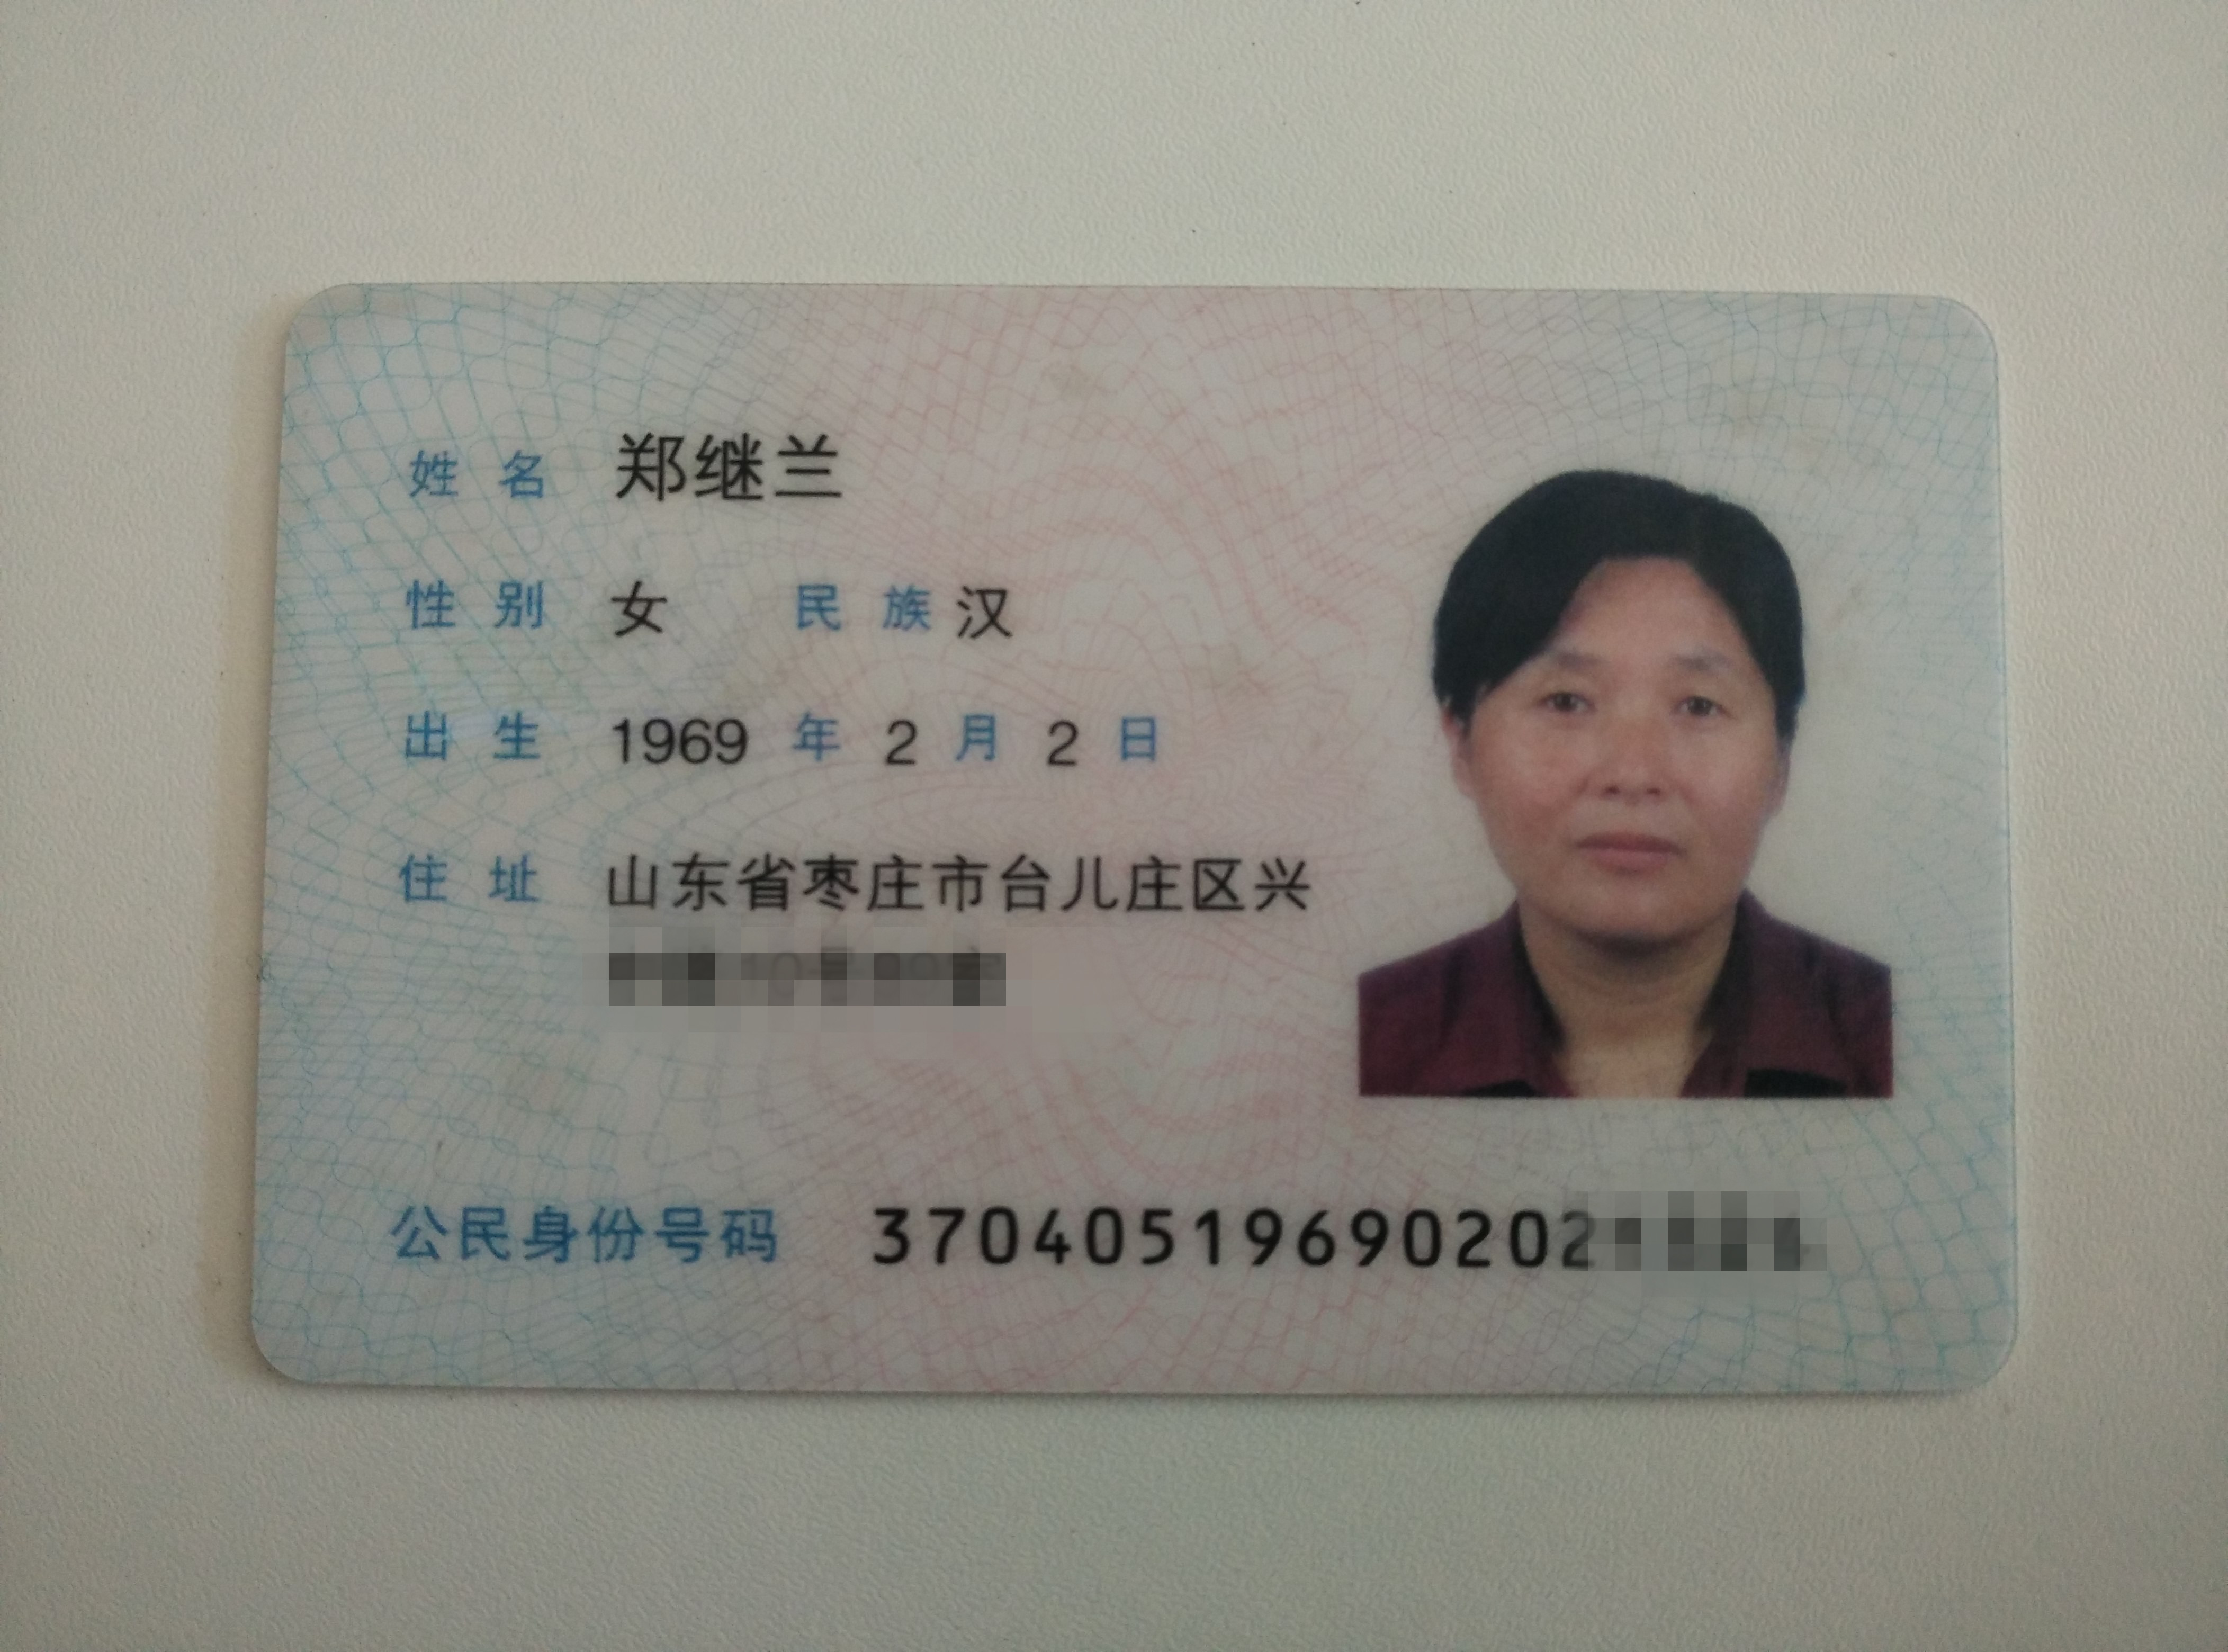 姓名 郑继兰
性别 女 民族 汉
出生 1969 年 2 月 2 日
住址 山东省枣庄市台儿庄区兴
公民身份号码 37040519690202